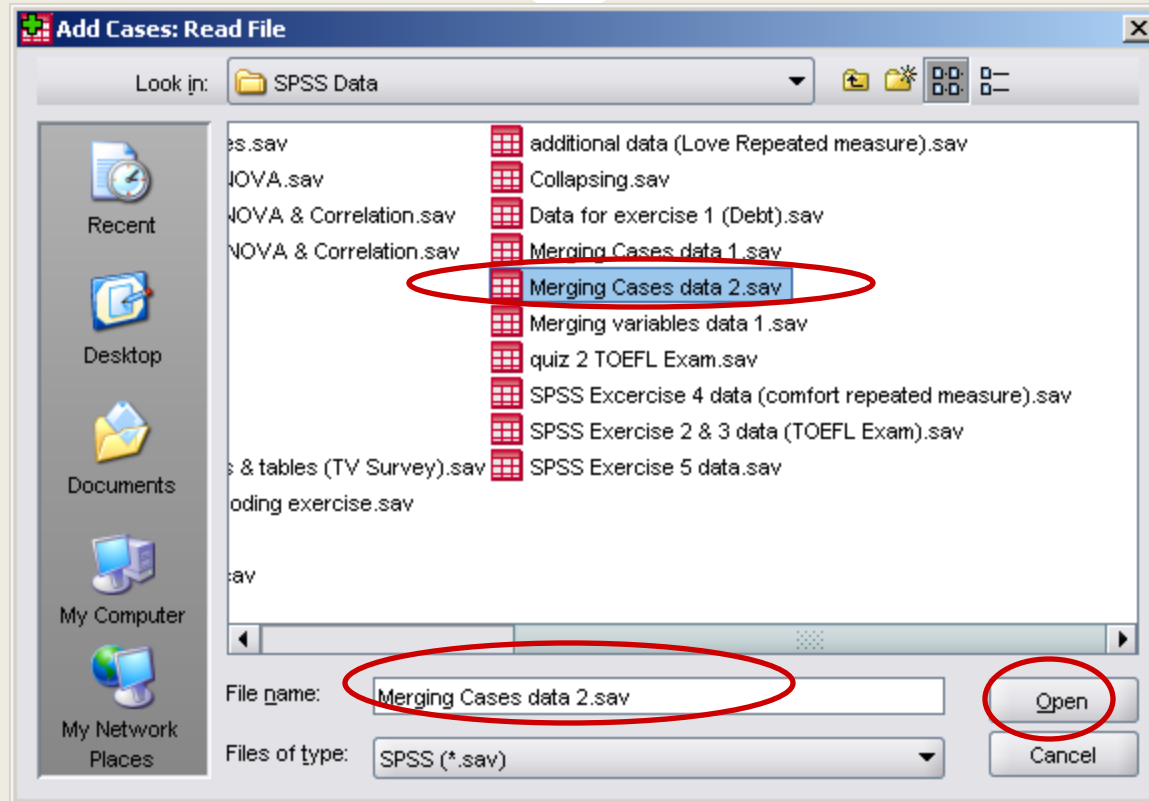 Add Cases: Read File
Look in: SPSS Data
Recent
Desktop
Documents
My Computer
My Network
Places
es.sav
NOVA & Correlation.sav
NOVA & Correlation.sav
& tables (TV Survey).sav
oding exercise.sav
additional data (Love Repeated measure).sav
Collapsing.sav
Data for exercise 1 (Debt).sav
Merging Cases data 1.sav
Merging Cases data 2.sav
Merging variables data 1.sav
quiz 2 TOEFL Exam.sav
SPSS Excercise 4 data (comfort repeated measure).sav
SPSS Exercise 2 & 3 data (TOEFL Exam).sav
SPSS Exercise 5 data.sav
File name: Merging Cases data 2.sav
Open
Files of type: SPSS (*.sav)
Cancel